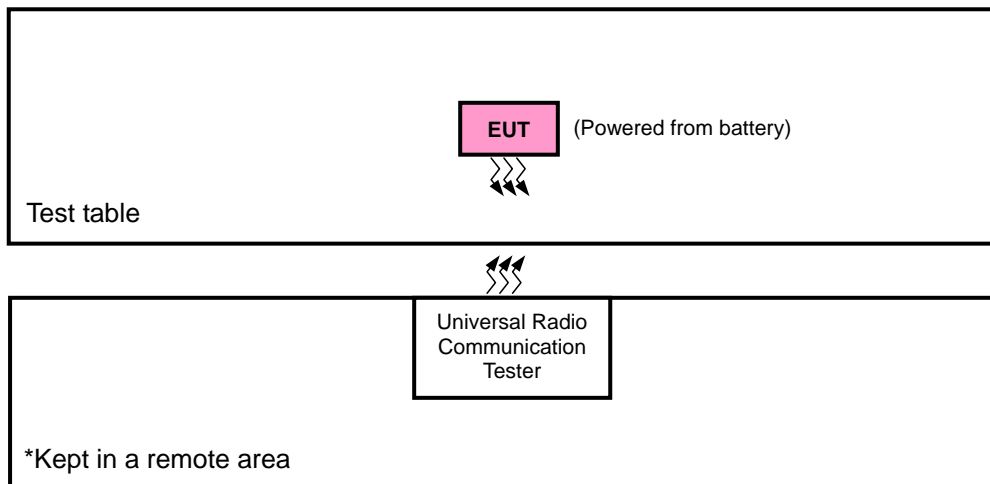 EUT
(Powered from battery)
Test table
Universal Radio
Communication
Tester
*Kept in a remote area